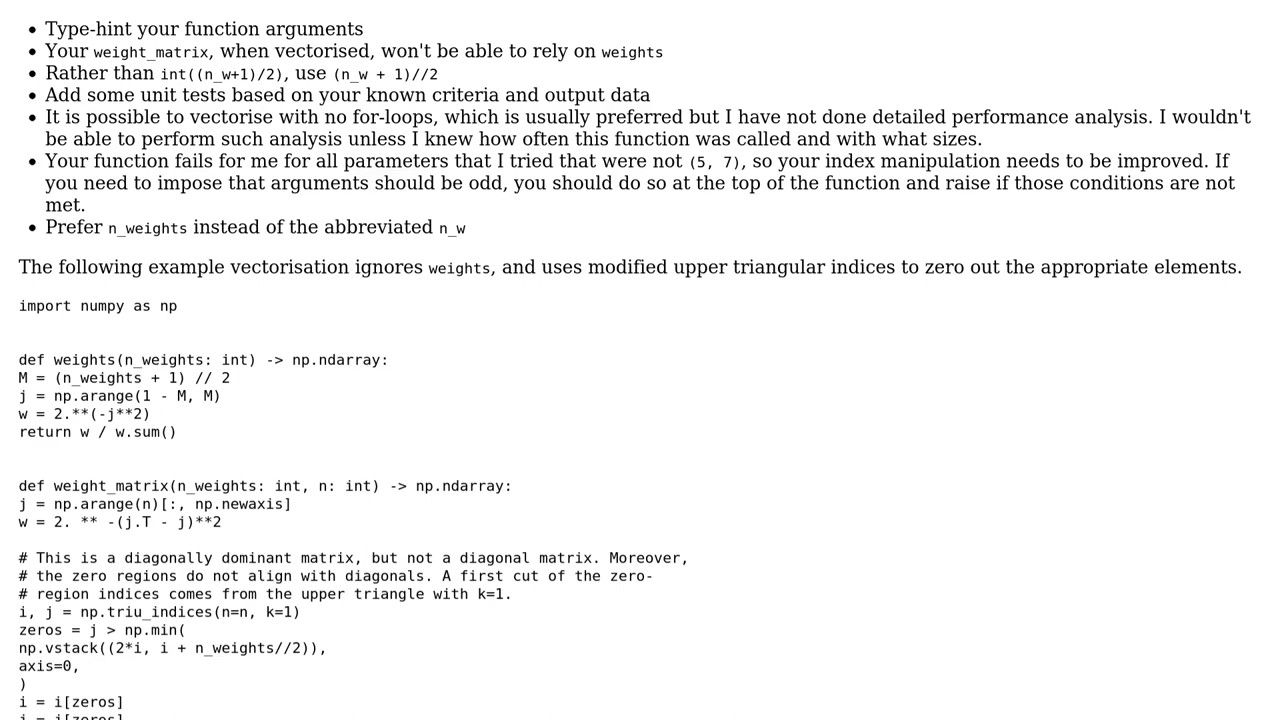 • Type-hint your function arguments
• Your weight_matrix, when vectorised, won't be able to rely on weights
• Rather than int((n_w+1)/2), use (n_w + 1)//2
• Add some unit tests based on your known criteria and output data
• It is possible to vectorise with no for-loops, which is usually preferred but I have not done detailed performance analysis. I wouldn't
be able to perform such analysis unless I knew how often this function was called and with what sizes.
• Your function fails for me for all parameters that I tried that were not (5, 7), so your index manipulation needs to be improved. If
you need to impose that arguments should be odd, you should do so at the top of the function and raise if those conditions are not
met.
• Prefer n_weights instead of the abbreviated n_w
The following example vectorisation ignores weights, and uses modified upper triangular indices to zero out the appropriate elements.
import numpy as np
def weights(n_weights: int) -> np.ndarray:
M = (n_weights + 1) // 2
j = np.arange(1 - M, M)
w = 2.**(-j**2)
return w / w.sum()
def weight_matrix(n_weights: int, n: int) -> np.ndarray:
j = np.arange(n)[:, np.newaxis]
w = 2. ** -(j.T - j)**2
# This is a diagonally dominant matrix, but not a diagonal matrix. Moreover,
# the zero regions do not align with diagonals. A first cut of the zero-
# region indices comes from the upper triangle with k=1.
i, j = np.triu_indices(n=n, k=1)
zeros = j > np.min(
np.vstack((2*i, i + n_weights//2)),
axis=0,
)
i = i[zeros]
j = j[zeros]